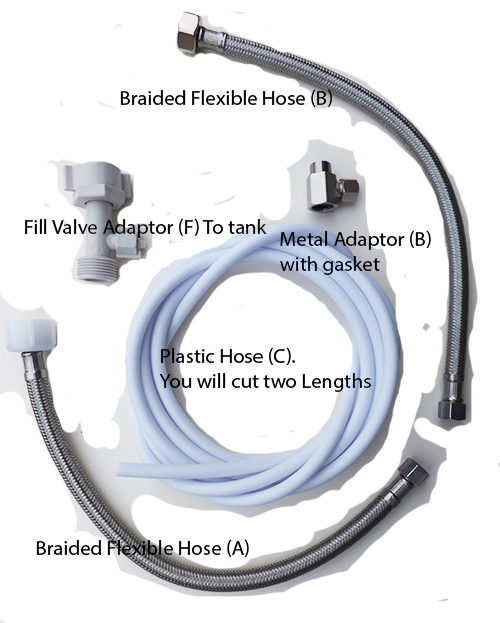 Braided Flexible Hose (B)
Fill Valve Adaptor (F) To tank
Metal Adaptor (B)
with gasket
Plastic Hose (C).
You will cut two Lengths
Braided Flexible Hose (A)